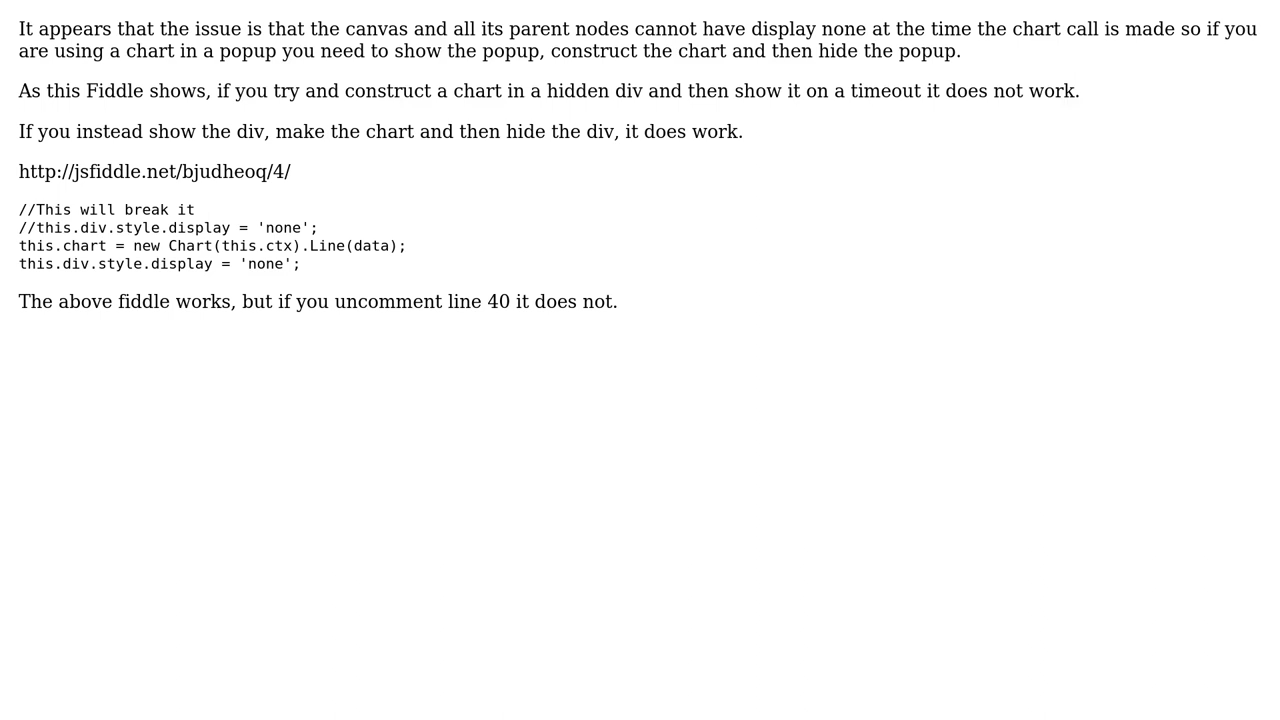 It appears that the issue is that the canvas and all its parent nodes cannot have display none at the time the chart call is made so if you
are using a chart in a popup you need to show the popup, construct the chart and then hide the popup.
As this Fiddle shows, if you try and construct a chart in a hidden div and then show it on a timeout it does not work.
If you instead show the div, make the chart and then hide the div, it does work.
http://jsfiddle.net/bjudheoq/4/
//This will break it
//this.div.style.display = 'none';
this.chart = new Chart(this.ctx).Line(data);
this.div.style.display = 'none';
The above fiddle works, but if you uncomment line 40 it does not.